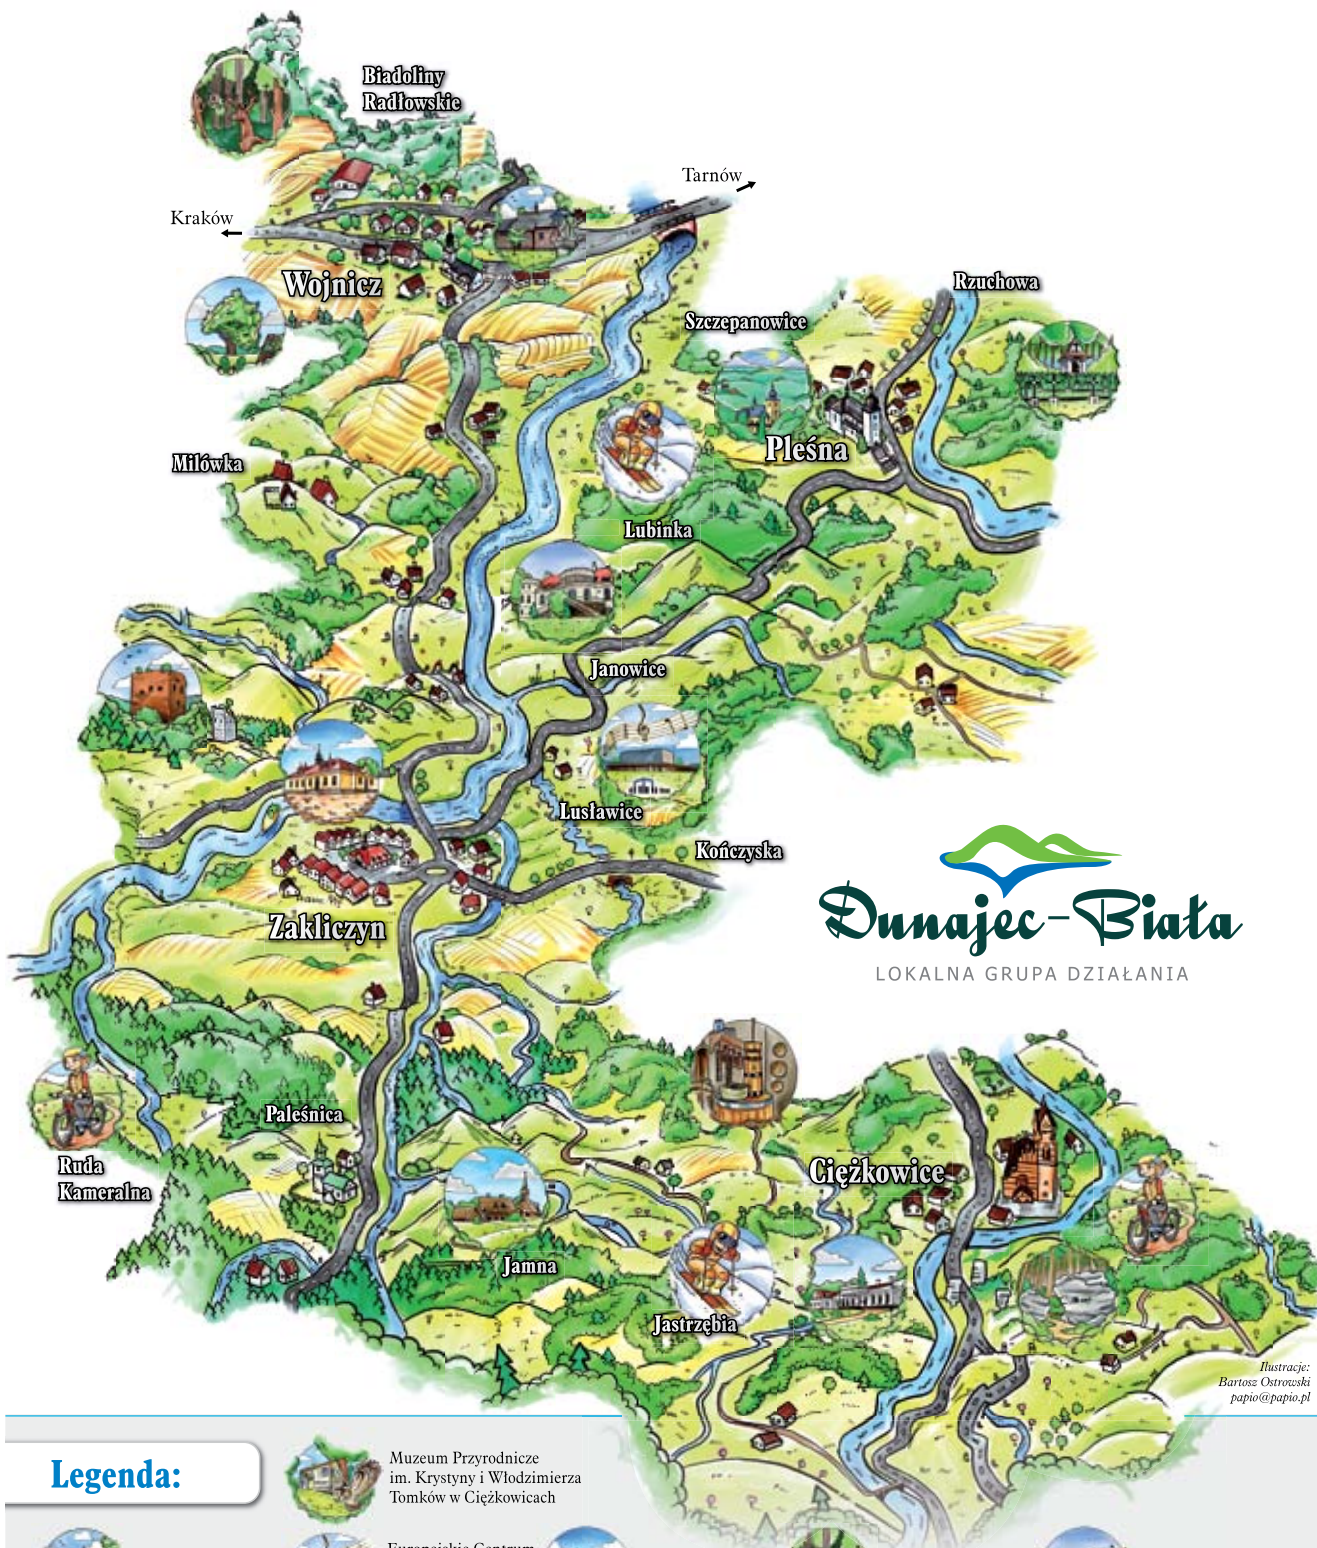 Biadoliny
Radłowskie
Tarnów
Kraków
Wojnicz
Rzuchowa
Szczepanowice
Pleśna
Milówka
Lubinka
Janowice
Lusławice
Kończyska
Zakliczyn
Dunajec-Biała
LOKALNA GRUPA DZIAŁANIA
Paleśnica
Ruda
Kameralna
Ciężkowice
Jamna
Jastrzębia
Ilustracje:
Bartosz Ostrowski
papio@papio.pl
Legenda:
Muzeum Przyrodnicze
im. Krystyny i Włodzimierza
Tomków w Ciężkowicach
Europejskie Centrum